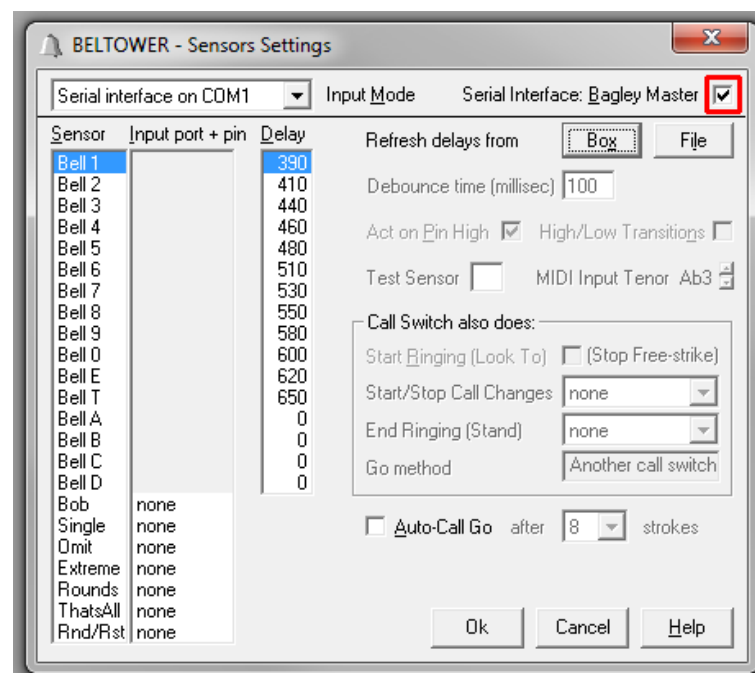 BELTOWER - Sensors Settings
Serial interface on COM1 Input Mode Serial Interface: Bagley Master
Sensor Input port + pin Delay Refresh delays from Box File
Bell 1 390
Bell 2 410 Debounce time (millisec) 100
Bell 3 440
Bell 4 460 Act on Pin High High/Low Transitions
Bell 5 480
Bell 6 510 Test Sensor MIDI Input Tenor Ab3
Bell 7 530
Bell 8 550 Call Switch also does:
Bell 9 580
Bell 0 600 Start Ringing (Look To) (Stop Free-strike)
Bell E 620 Start/Stop Call Changes none
Bell T 650
Bell A 0 End Ringing (Stand) none
Bell B 0
Bell C 0 Go method Another call switch
Bell D 0
Bob none
Single none Auto-Call Go after 8 strokes
Omit none
Extreme none
Rounds none
ThatsAll none Ok Cancel Help
Rnd/Rst none